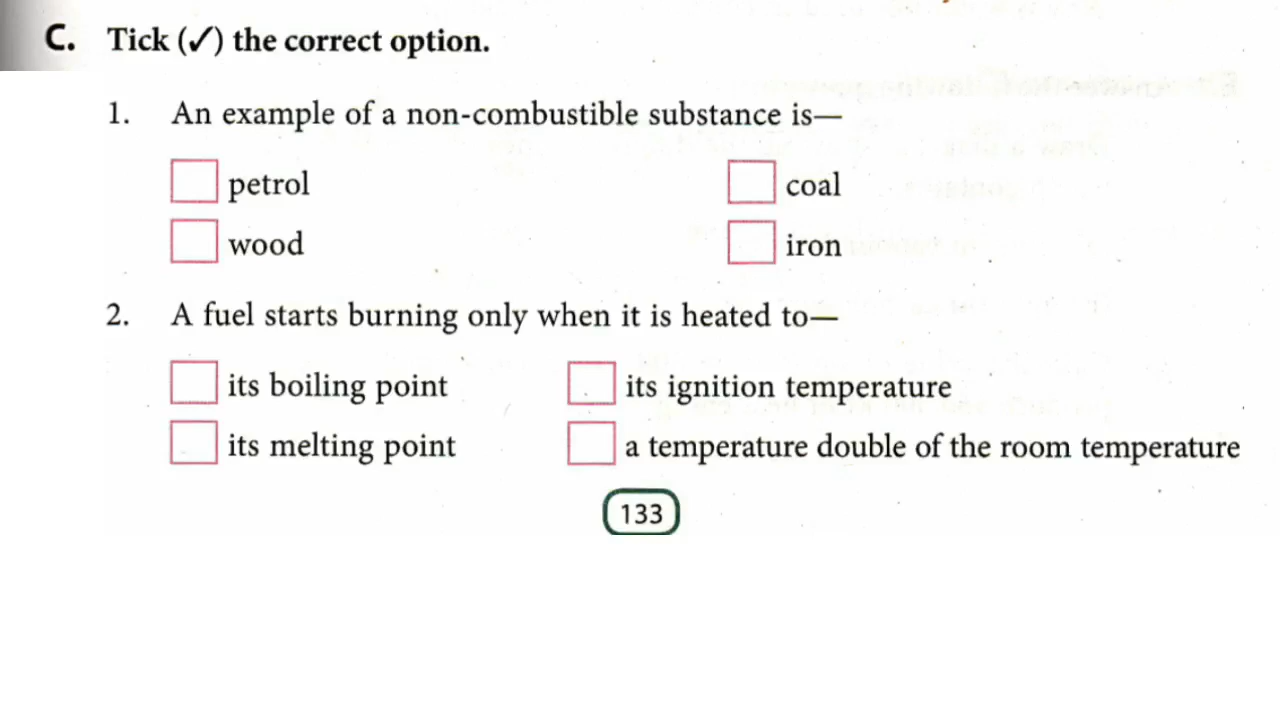 C. Tick (✓) the correct option.
1. An example of a non-combustible substance is—
petrol
coal
wood
iron
2. A fuel starts burning only when it is heated to—
its boiling point
its ignition temperature
its melting point
a temperature double of the room temperature
133